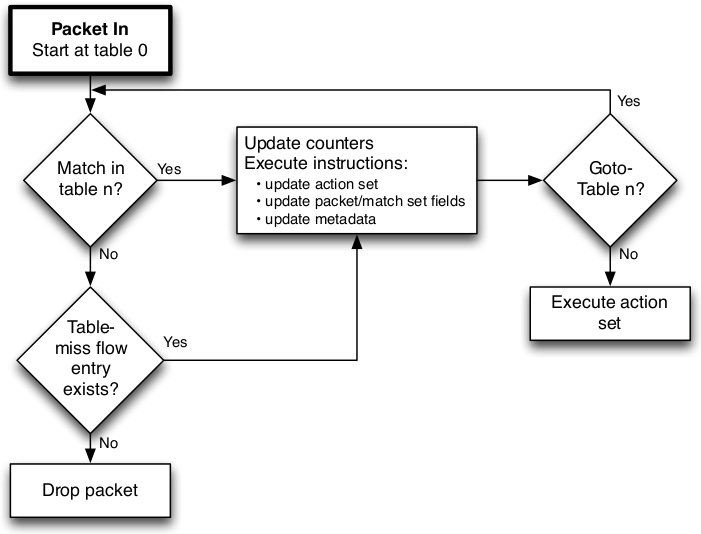 Packet In
Start at table 0
Yes
Match in
table n?
Yes
Update counters
Execute instructions:
• update action set
• update packet/match set fields
• update metadata
Goto-
Table n?
No
No
Execute action
set
Table-
miss flow
entry
exists?
Yes
No
Drop packet